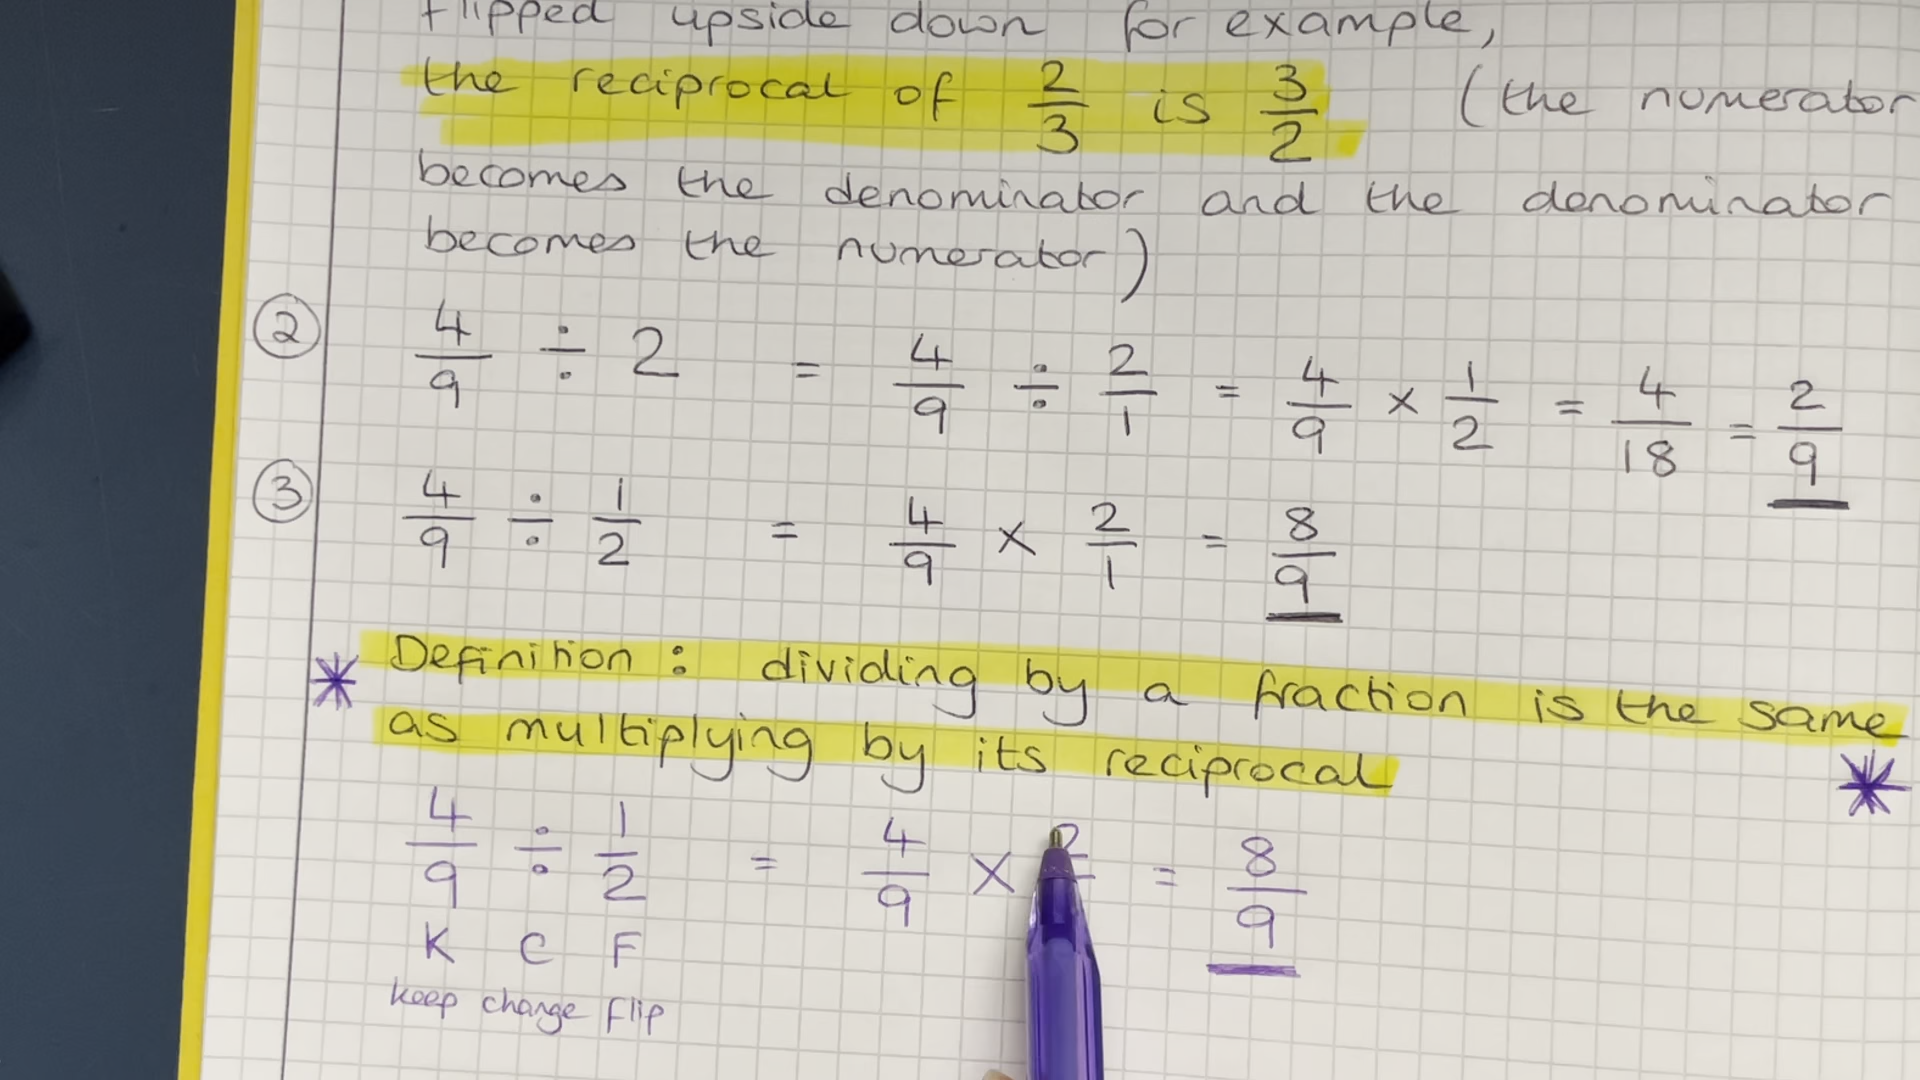 flipped upside down for example,
the reciprocal of 2/3 is 3/2 (the numerator
becomes the denominator and the denominator
becomes the numerator)
② 4/9 ÷ 2 = 4/9 ÷ 2/1 = 4/9 × 1/2 = 4/18 = 2/9
③ 4/9 ÷ 1/2 = 4/9 × 2/1 = 8/9
* Definition : dividing by a fraction is the same
as multiplying by its reciprocal *
4/9 ÷ 1/2 = 4/9 × 2 = 8/9
K C F
keep change flip